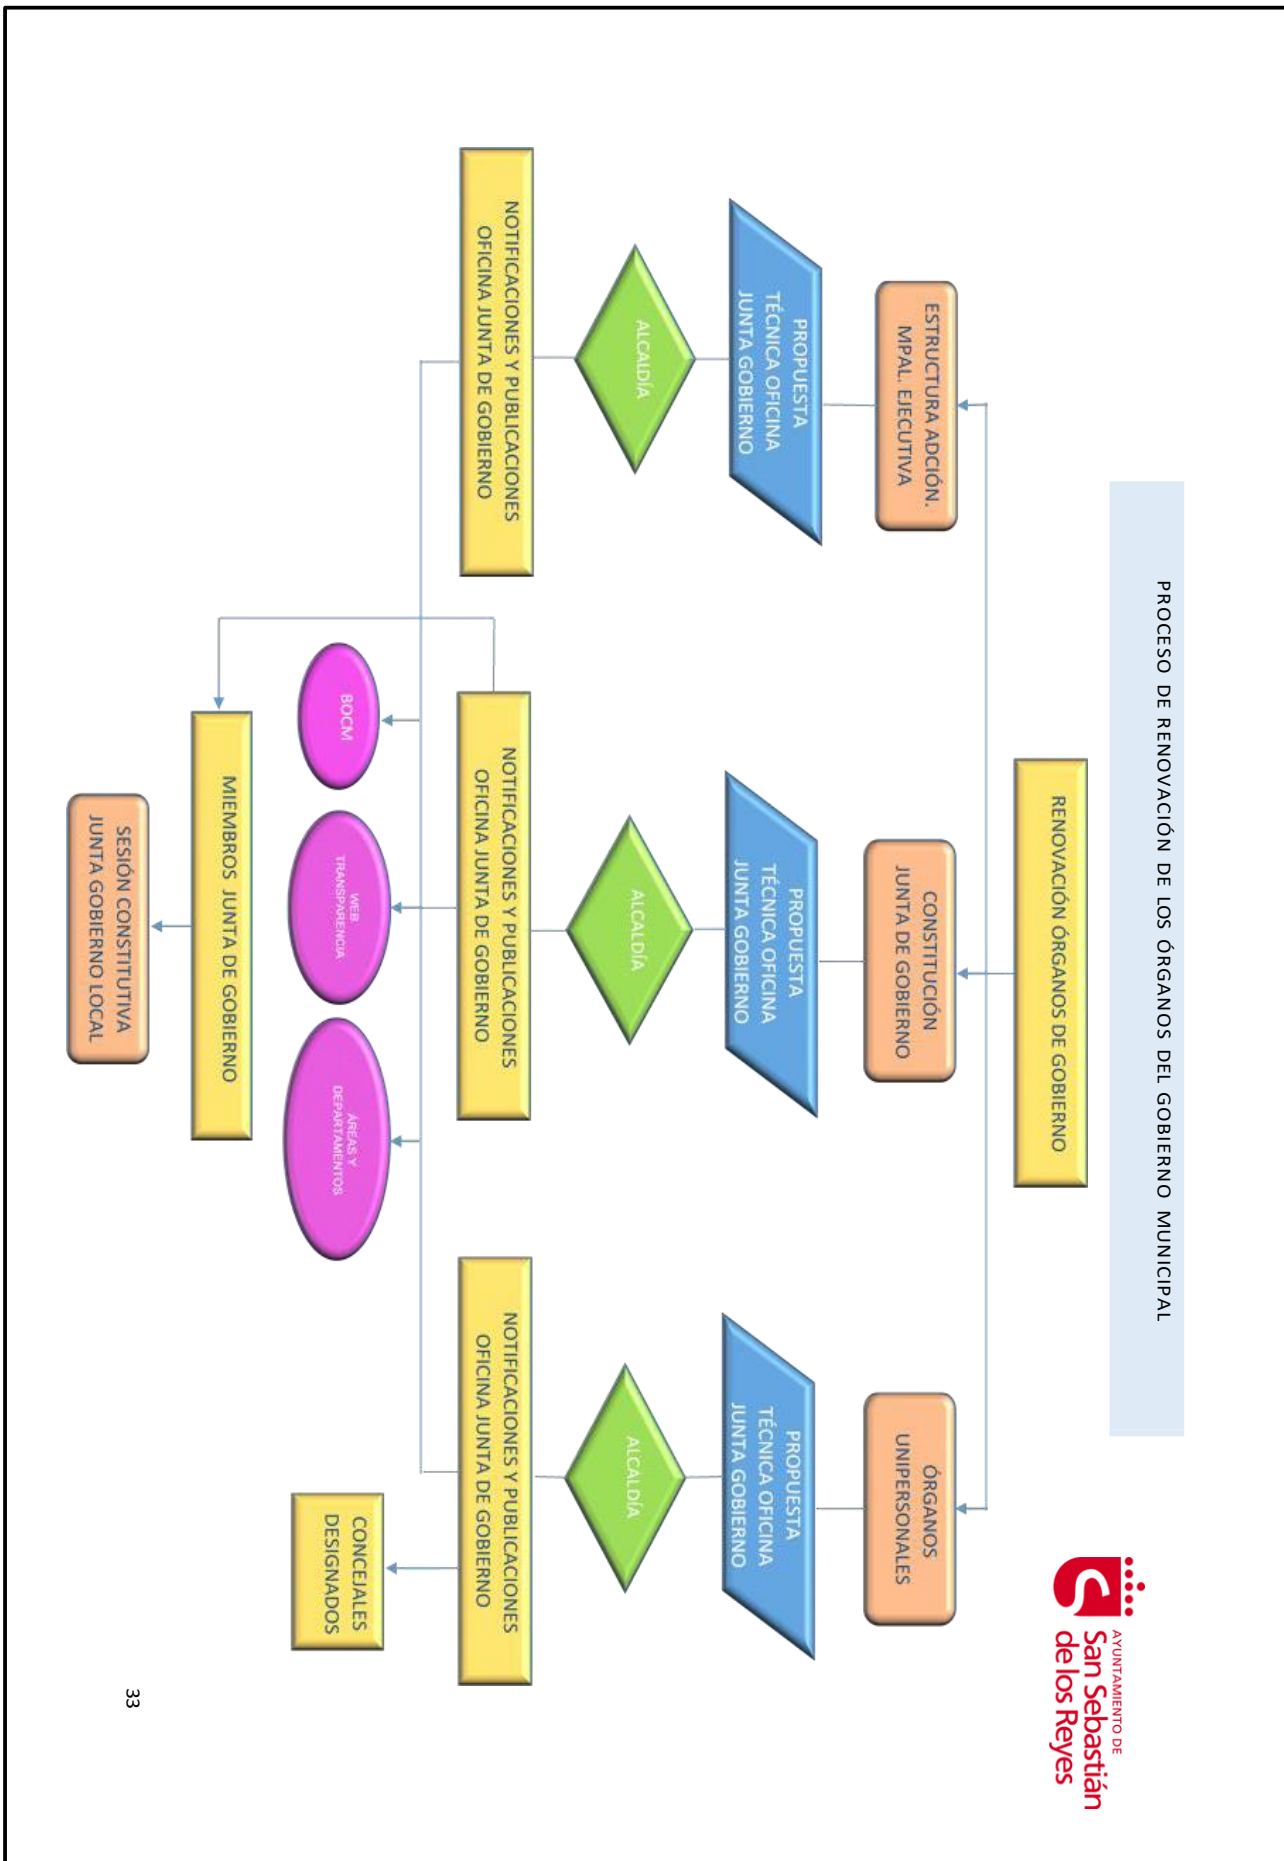 AYUNTAMIENTO DE
San Sebastián
de los Reyes
PROCESO DE RENOVACIÓN DE LOS ÓRGANOS DEL GOBIERNO MUNICIPAL
RENOVACIÓN ÓRGANOS DE GOBIERNO
ESTRUCTURA ADCIÓN.
MPAL. EJECUTIVA
CONSTITUCIÓN
JUNTA DE GOBIERNO
ÓRGANOS
UNIPERSONALES
PROPUESTA
TÉCNICA OFICINA
JUNTA GOBIERNO
PROPUESTA
TÉCNICA OFICINA
JUNTA GOBIERNO
PROPUESTA
TÉCNICA OFICINA
JUNTA GOBIERNO
ALCALDÍA
ALCALDÍA
ALCALDÍA
NOTIFICACIONES Y PUBLICACIONES
OFICINA JUNTA DE GOBIERNO
NOTIFICACIONES Y PUBLICACIONES
OFICINA JUNTA DE GOBIERNO
NOTIFICACIONES Y PUBLICACIONES
OFICINA JUNTA DE GOBIERNO
BOCM
WEB
TRANSPARENCIA
ÁREAS Y
DEPARTAMENTOS
CONCEJALES
DESIGNADOS
MIEMBROS JUNTA DE GOBIERNO
SESIÓN CONSTITUTIVA
JUNTA GOBIERNO LOCAL
33